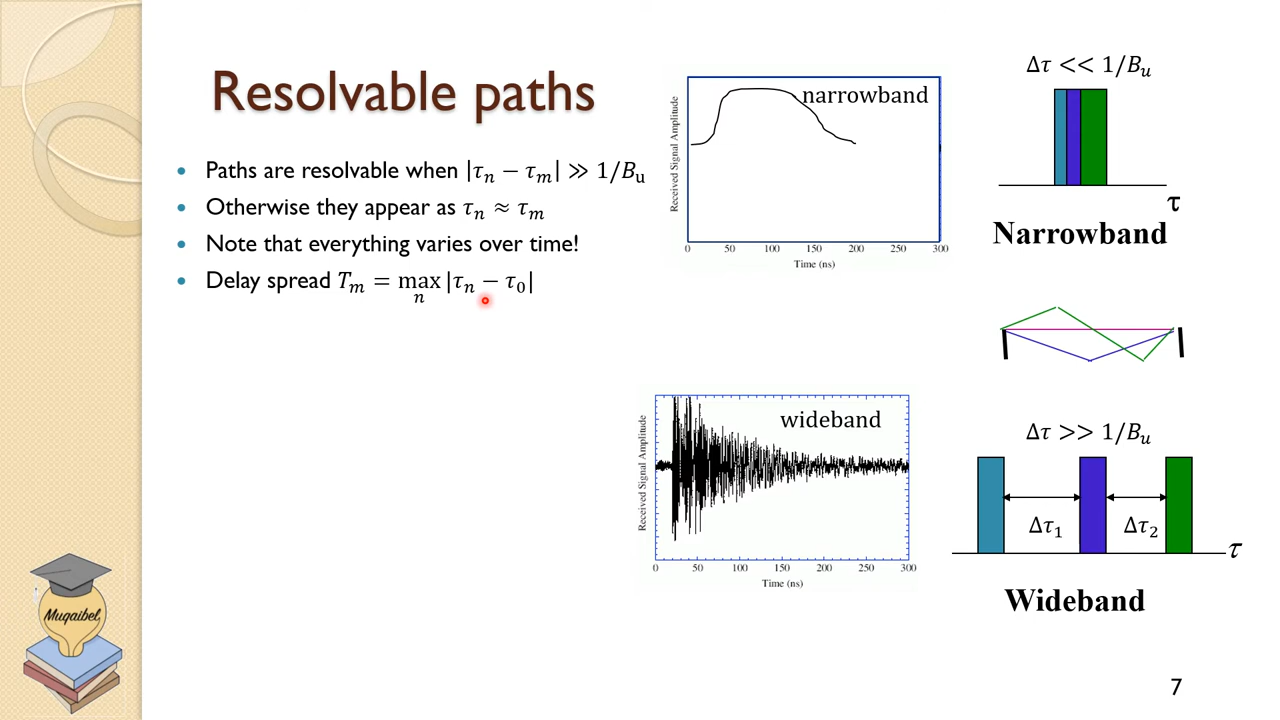 Resolvable paths
• Paths are resolvable when |τₙ − τₘ| ≫ 1/Bᵤ
• Otherwise they appear as τₙ ≈ τₘ
• Note that everything varies over time!
• Delay spread Tₘ = max |τₙ − τ₀|
n
narrowband
Received Signal Amplitude
0 50 100 150 200 300
Time (ns)
Δτ << 1/Bᵤ
τ
Narrowband
wideband
Received Signal Amplitude
0 50 100 150 200 250 300
Time (ns)
Δτ >> 1/Bᵤ
Δτ₁ Δτ₂
τ
Wideband
Muqaibel
7